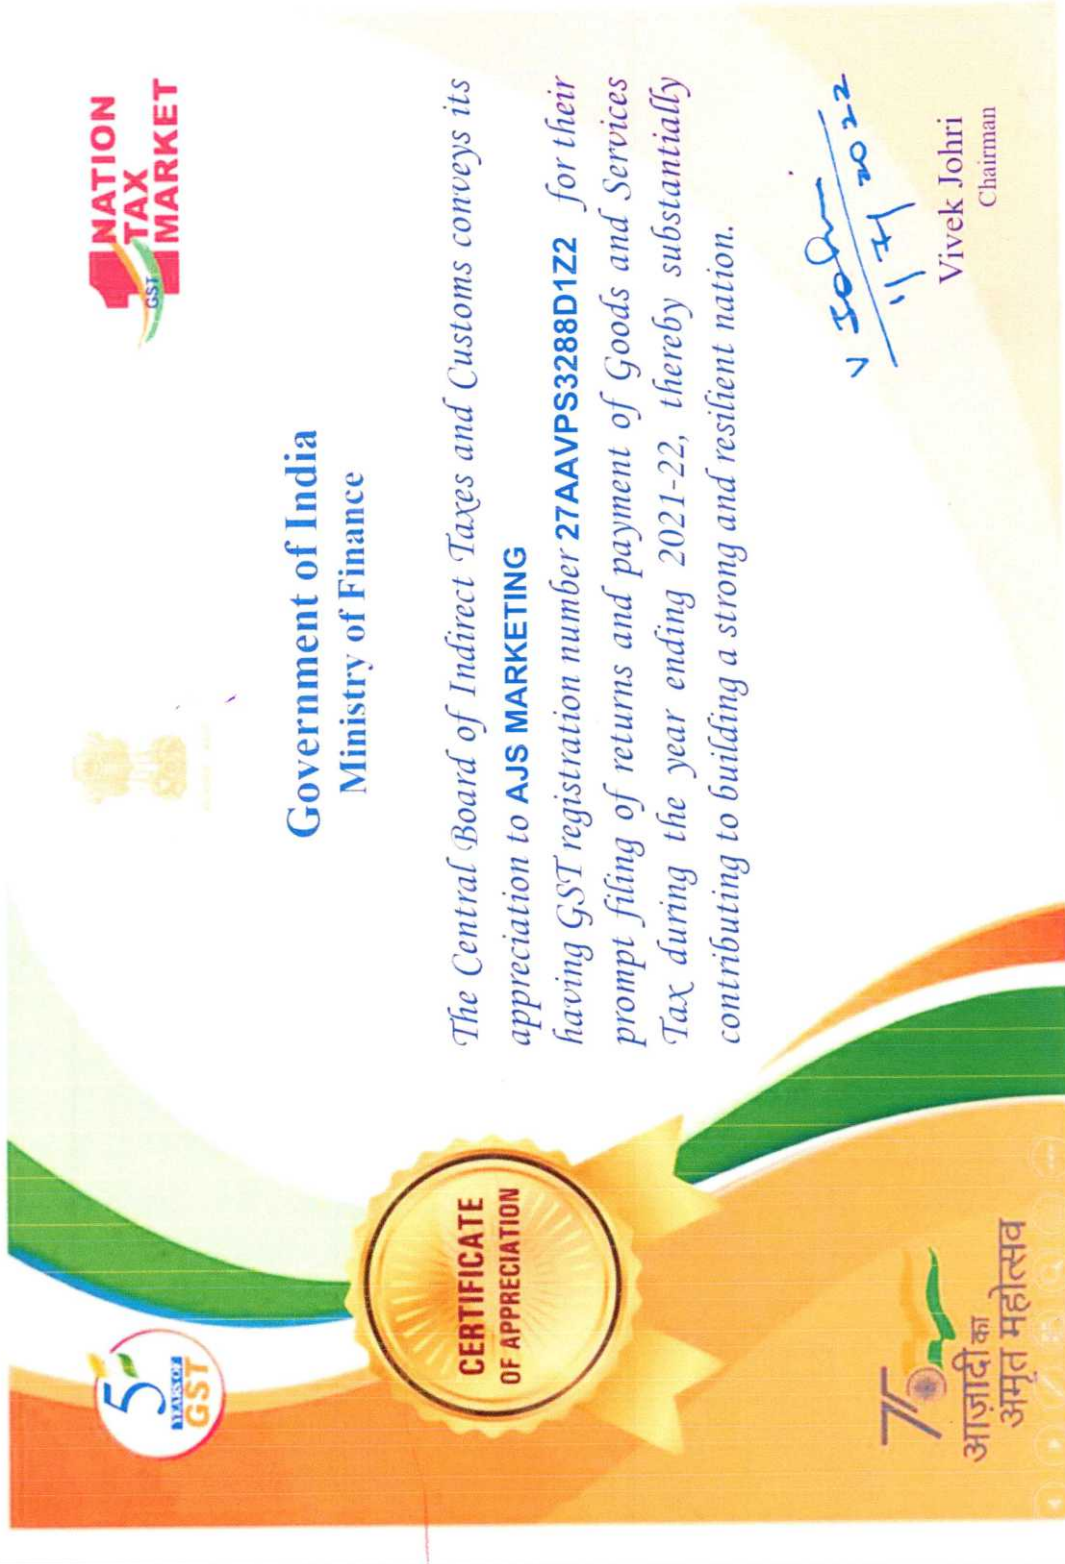 5
YEARS OF
GST
1 NATION
TAX
MARKET
GST
Government of India
Ministry of Finance
The Central Board of Indirect Taxes and Customs conveys its
appreciation to AJS MARKETING
having GST registration number 27AAVPS3288D1Z2 for their
prompt filing of returns and payment of Goods and Services
Tax during the year ending 2021-22, thereby substantially
contributing to building a strong and resilient nation.
CERTIFICATE
OF APPRECIATION
V Johri
11/7/2022
Vivek Johri
Chairman
75
आज़ादी का
अमृत महोत्सव